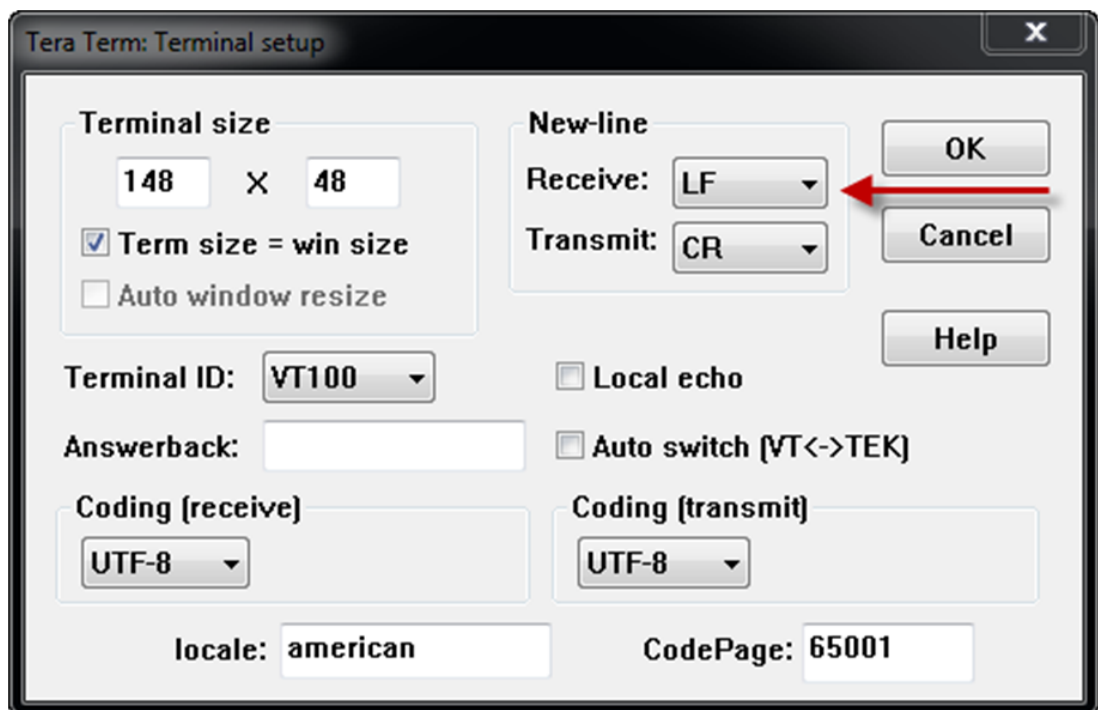 Tera Term: Terminal setup
x
Terminal size
148 X 48
Term size = win size
Auto window resize
New-line
Receive: LF
Transmit: CR
OK
Cancel
Help
Terminal ID: VT100
Local echo
Answerback:
Auto switch (VT<->TEK)
Coding (receive)
UTF-8
Coding (transmit)
UTF-8
locale: american
CodePage: 65001